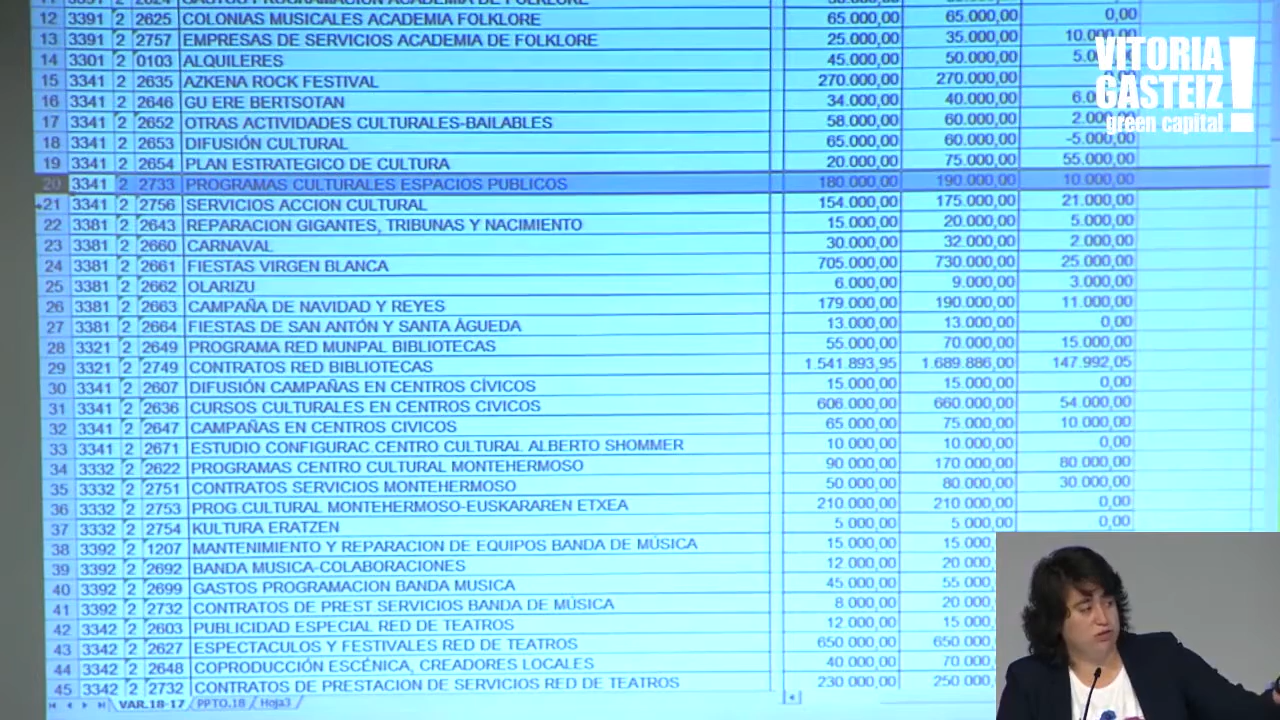 12 3391 2 2625 COLONIAS MUSICALES ACADEMIA FOLKLORE 65.000,00 65.000,00 0,00
13 3391 2 2757 EMPRESAS DE SERVICIOS ACADEMIA DE FOLKLORE 25.000,00 35.000,00 10.000
14 3301 2 0103 ALQUILERES 45.000,00 50.000,00 5.0
15 3341 2 2635 AZKENA ROCK FESTIVAL 270.000,00 270.000,00
16 3341 2 2646 GU ERE BERTSOTAN 34.000,00 40.000,00 6.0
17 3341 2 2652 OTRAS ACTIVIDADES CULTURALES-BAILABLES 58.000,00 60.000,00 2.000,00
18 3341 2 2653 DIFUSIÓN CULTURAL 65.000,00 60.000,00 -5.000,00
19 3341 2 2654 PLAN ESTRATEGICO DE CULTURA 20.000,00 75.000,00 55.000,00
20 3341 2 2733 PROGRAMAS CULTURALES ESPACIOS PUBLICOS 180.000,00 190.000,00 10.000,00
21 3341 2 2756 SERVICIOS ACCION CULTURAL 154.000,00 175.000,00 21.000,00
22 3381 2 2643 REPARACION GIGANTES, TRIBUNAS Y NACIMIENTO 15.000,00 20.000,00 5.000,00
23 3381 2 2660 CARNAVAL 30.000,00 32.000,00 2.000,00
24 3381 2 2661 FIESTAS VIRGEN BLANCA 705.000,00 730.000,00 25.000,00
25 3381 2 2662 OLARIZU 6.000,00 9.000,00 3.000,00
26 3381 2 2663 CAMPAÑA DE NAVIDAD Y REYES 179.000,00 190.000,00 11.000,00
27 3381 2 2664 FIESTAS DE SAN ANTÓN Y SANTA ÁGUEDA 13.000,00 13.000,00 0,00
28 3321 2 2649 PROGRAMA RED MUNPAL BIBLIOTECAS 55.000,00 70.000,00 15.000,00
29 3321 2 2749 CONTRATOS RED BIBLIOTECAS 1.541.893,95 1.689.886,00 147.992,05
30 3341 2 2607 DIFUSIÓN CAMPAÑAS EN CENTROS CÍVICOS 15.000,00 15.000,00 0,00
31 3341 2 2636 CURSOS CULTURALES EN CENTROS CIVICOS 606.000,00 660.000,00 54.000,00
32 3341 2 2647 CAMPAÑAS EN CENTROS CIVICOS 65.000,00 75.000,00 10.000,00
33 3341 2 2671 ESTUDIO CONFIGURAC CENTRO CULTURAL ALBERTO SHOMMER 10.000,00 10.000,00 0,00
34 3332 2 2622 PROGRAMAS CENTRO CULTURAL MONTEHERMOSO 90.000,00 170.000,00 80.000,00
35 3332 2 2751 CONTRATOS SERVICIOS MONTEHERMOSO 50.000,00 80.000,00 30.000,00
36 3332 2 2753 PROG.CULTURAL MONTEHERMOSO-EUSKARAREN ETXEA 210.000,00 210.000,00 0,00
37 3332 2 2754 KULTURA ERATZEN 5.000,00 5.000,00 0,00
38 3392 2 1207 MANTENIMIENTO Y REPARACION DE EQUIPOS BANDA DE MÚSICA 15.000,00 15.000
39 3392 2 2692 BANDA MUSICA-COLABORACIONES 12.000,00 20.000
40 3392 2 2699 GASTOS PROGRAMACION BANDA MUSICA 45.000,00 55.000
41 3392 2 2732 CONTRATOS DE PREST SERVICIOS BANDA DE MÚSICA 8.000,00 20.000
42 3342 2 2603 PUBLICIDAD ESPECIAL RED DE TEATROS 12.000,00 15.000
43 3342 2 2627 ESPECTACULOS Y FESTIVALES RED DE TEATROS 650.000,00 650.000
44 3342 2 2648 COPRODUCCIÓN ESCÉNICA, CREADORES LOCALES 40.000,00 70.000
45 3342 2 2732 CONTRATOS DE PRESTACION DE SERVICIOS RED DE TEATROS 230.000,00 250.000
VAR.18-17 PPTO.18 Hoja3
VITORIA
GASTEIZ!
green capital